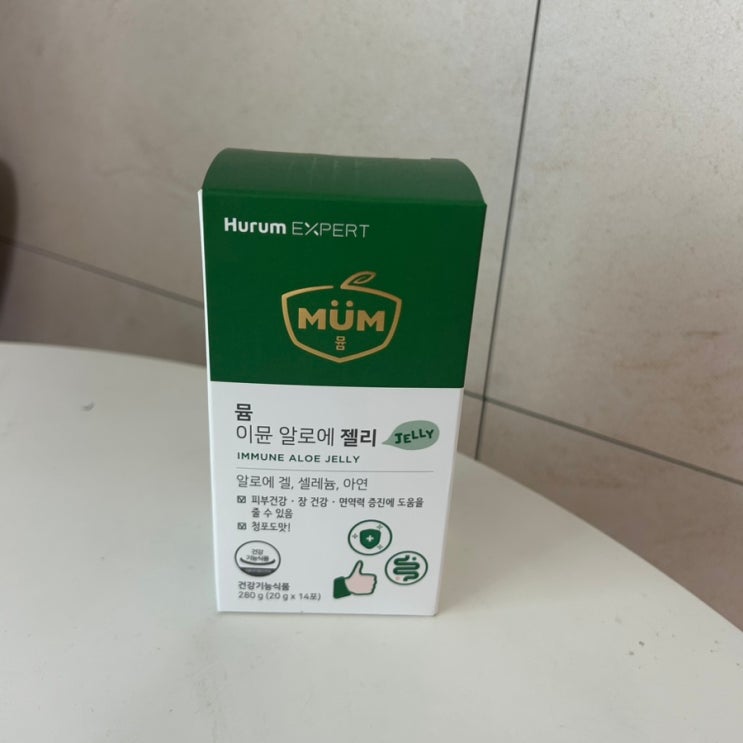 Hurum EXPERT
MÜM
뮴
뮴
이뮨 알로에 젤리 JELLY
IMMUNE ALOE JELLY
알로에 겔, 셀레늄, 아연
피부건강 · 장 건강 · 면역력 증진에 도움을
줄 수 있음
청포도맛!
건강
기능식품
건강기능식품
280 g (20 g x 14포)